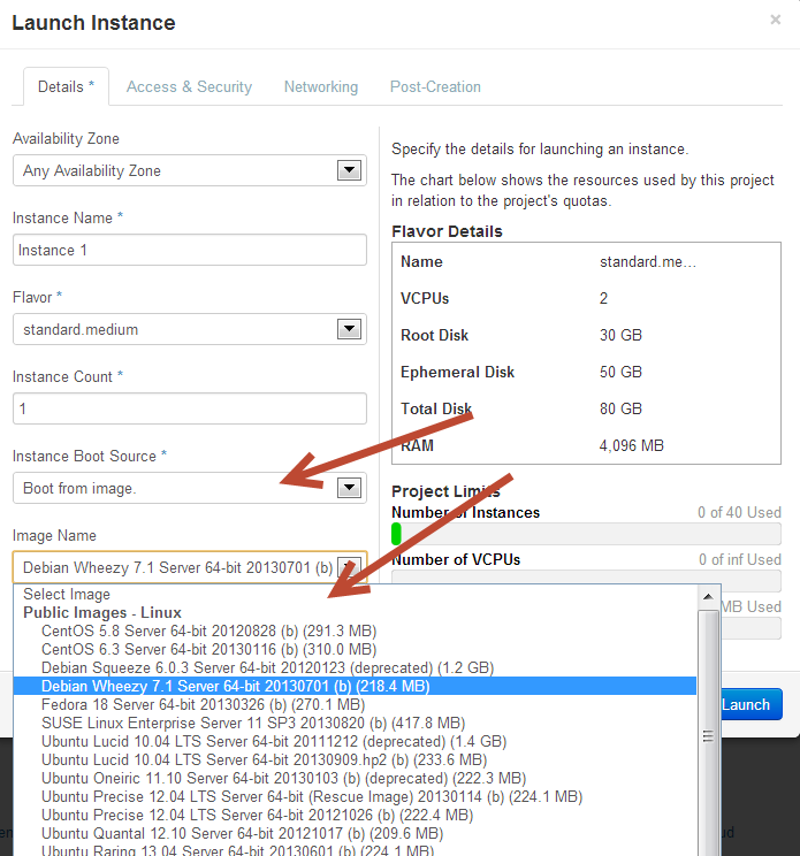 Launch Instance
×
Details *
Access & Security
Networking
Post-Creation
Availability Zone
Any Availability Zone
Instance Name *
Instance 1
Flavor *
standard.medium
Instance Count *
1
Instance Boot Source *
Boot from image.
Image Name
Debian Wheezy 7.1 Server 64-bit 20130701 (b)
Specify the details for launching an instance.
The chart below shows the resources used by this project
in relation to the project's quotas.
Flavor Details
Name standard.me...
VCPUs 2
Root Disk 30 GB
Ephemeral Disk 50 GB
Total Disk 80 GB
RAM 4,096 MB
Project Limits
Number of Instances 0 of 40 Used
Number of VCPUs 0 of inf Used
MB Used
Select Image
Public Images - Linux
CentOS 5.8 Server 64-bit 20120828 (b) (291.3 MB)
CentOS 6.3 Server 64-bit 20130116 (b) (310.0 MB)
Debian Squeeze 6.0.3 Server 64-bit 20120123 (deprecated) (1.2 GB)
Debian Wheezy 7.1 Server 64-bit 20130701 (b) (218.4 MB)
Fedora 18 Server 64-bit 20130326 (b) (270.1 MB)
SUSE Linux Enterprise Server 11 SP3 20130820 (b) (417.8 MB)
Ubuntu Lucid 10.04 LTS Server 64-bit 20111212 (deprecated) (1.4 GB)
Ubuntu Lucid 10.04 LTS Server 64-bit 20130909.hp2 (b) (233.6 MB)
Ubuntu Oneiric 11.10 Server 64-bit 20130103 (b) (deprecated) (222.3 MB)
Ubuntu Precise 12.04 LTS Server 64-bit (Rescue Image) 20130114 (b) (224.1 MB)
Ubuntu Precise 12.04 LTS Server 64-bit 20121026 (b) (222.4 MB)
Ubuntu Quantal 12.10 Server 64-bit 20121017 (b) (209.6 MB)
Ubuntu Raring 13.04 Server 64-bit 20130601 (b) (224.1 MB)
Launch